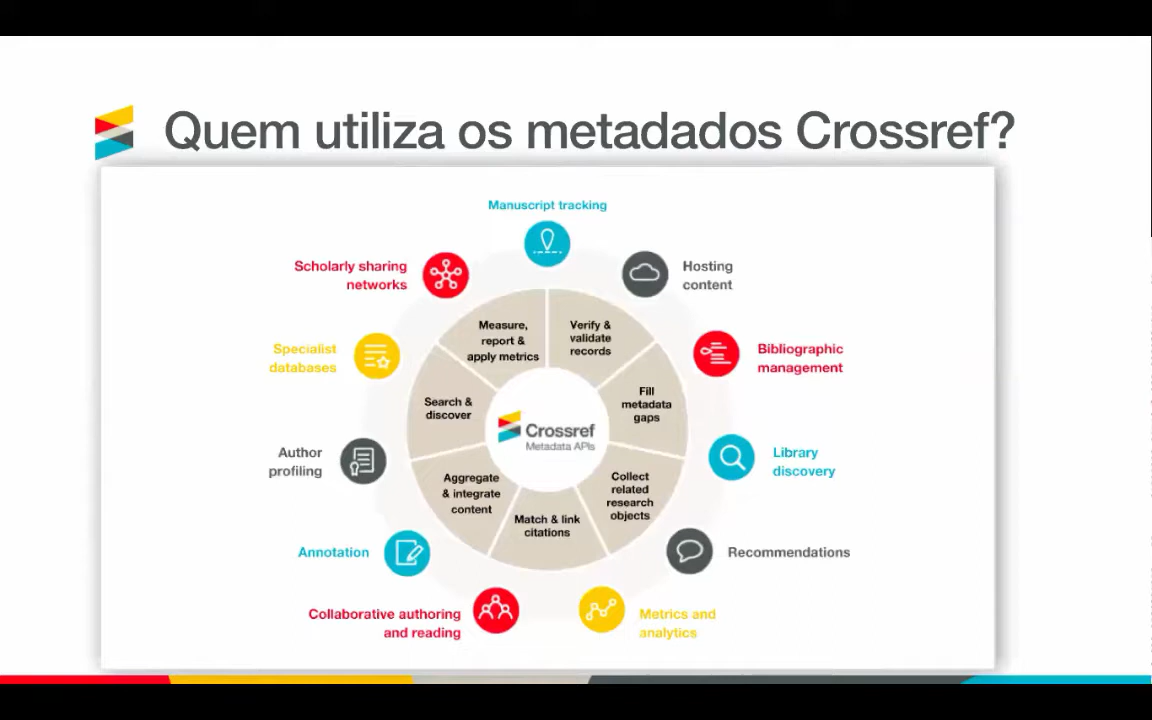 Quem utiliza os metadados Crossref?
Manuscript tracking
Scholarly sharing
networks
Hosting
content
Specialist
databases
Bibliographic
management
Author
profiling
Library
discovery
Annotation
Recommendations
Collaborative authoring
and reading
Metrics and
analytics
Measure,
report &
apply metrics
Verify &
validate
records
Search &
discover
Fill
metadata
gaps
Crossref
Metadata APIs
Aggregate
& integrate
content
Collect
related
research
objects
Match & link
citations